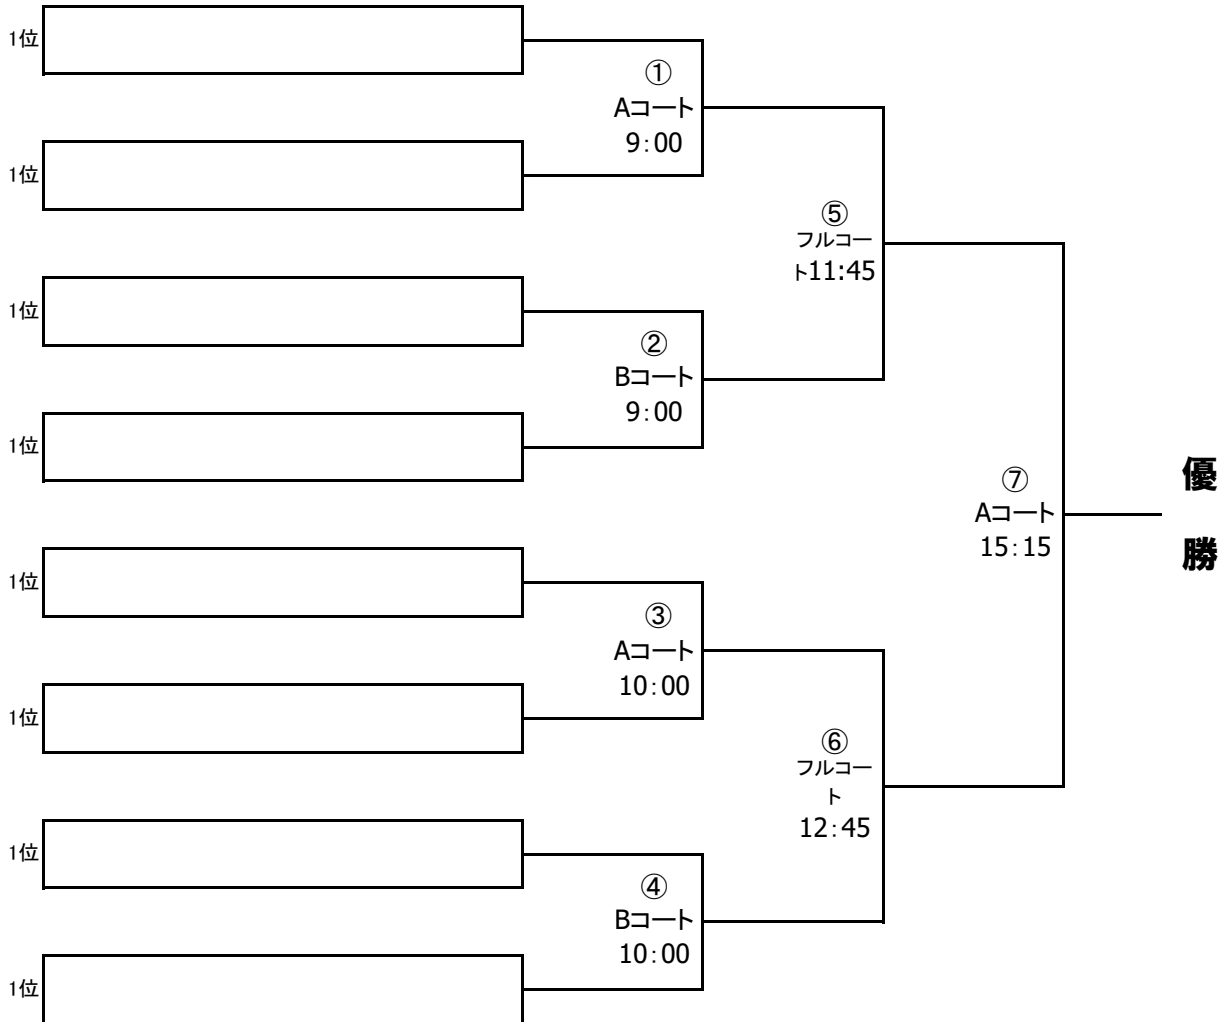 1位
①
Aコート
9:00
1位
⑤
フルコー
ト11:45
1位
②
Bコート
9:00
1位
⑦
Aコート
15:15
優
勝
1位
③
Aコート
10:00
1位
⑥
フルコー
ト
12:45
1位
④
Bコート
10:00
1位